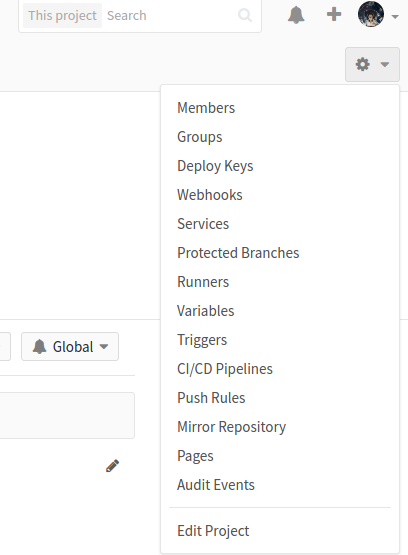 This project Search
Members
Groups
Deploy Keys
Webhooks
Services
Protected Branches
Runners
Variables
Triggers
CI/CD Pipelines
Push Rules
Mirror Repository
Pages
Audit Events
Edit Project
Global